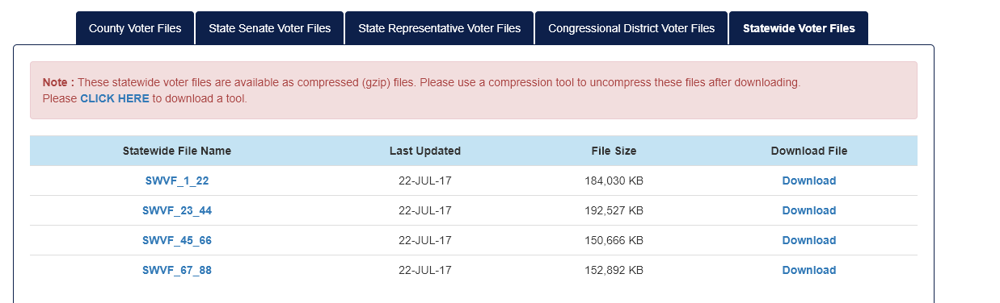 County Voter Files State Senate Voter Files State Representative Voter Files Congressional District Voter Files Statewide Voter Files
Note : These statewide voter files are available as compressed (gzip) files. Please use a compression tool to uncompress these files after downloading.
Please CLICK HERE to download a tool.
Statewide File Name Last Updated File Size Download File
SWVF_1_22 22-JUL-17 184,030 KB Download
SWVF_23_44 22-JUL-17 192,527 KB Download
SWVF_45_66 22-JUL-17 150,666 KB Download
SWVF_67_88 22-JUL-17 152,892 KB Download